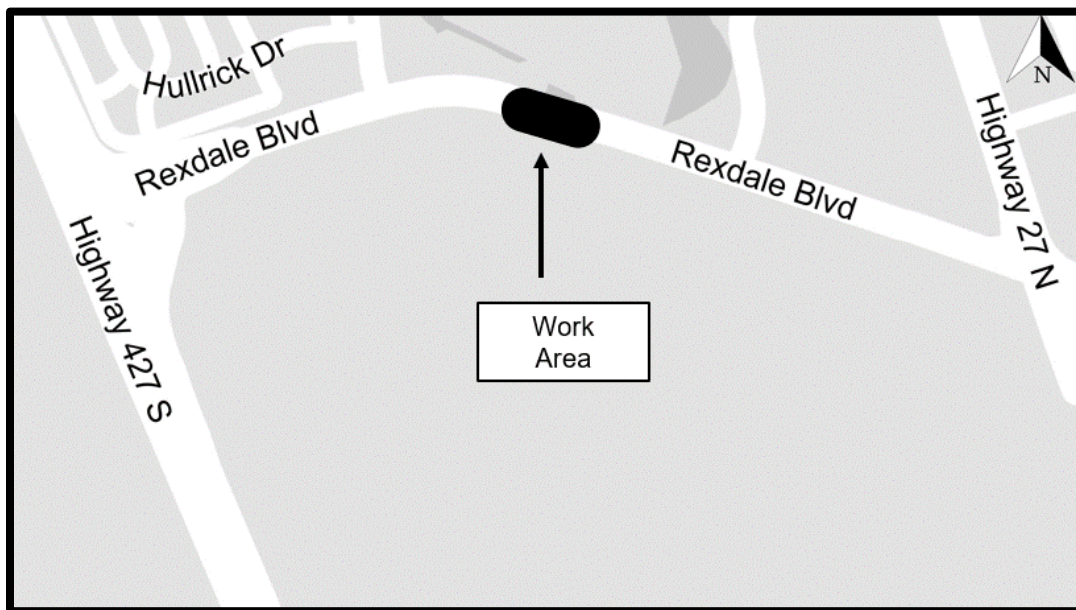 Hullrick Dr
N
Rexdale Blvd
Rexdale Blvd
Highway 27 N
Highway 427 S
Work
Area